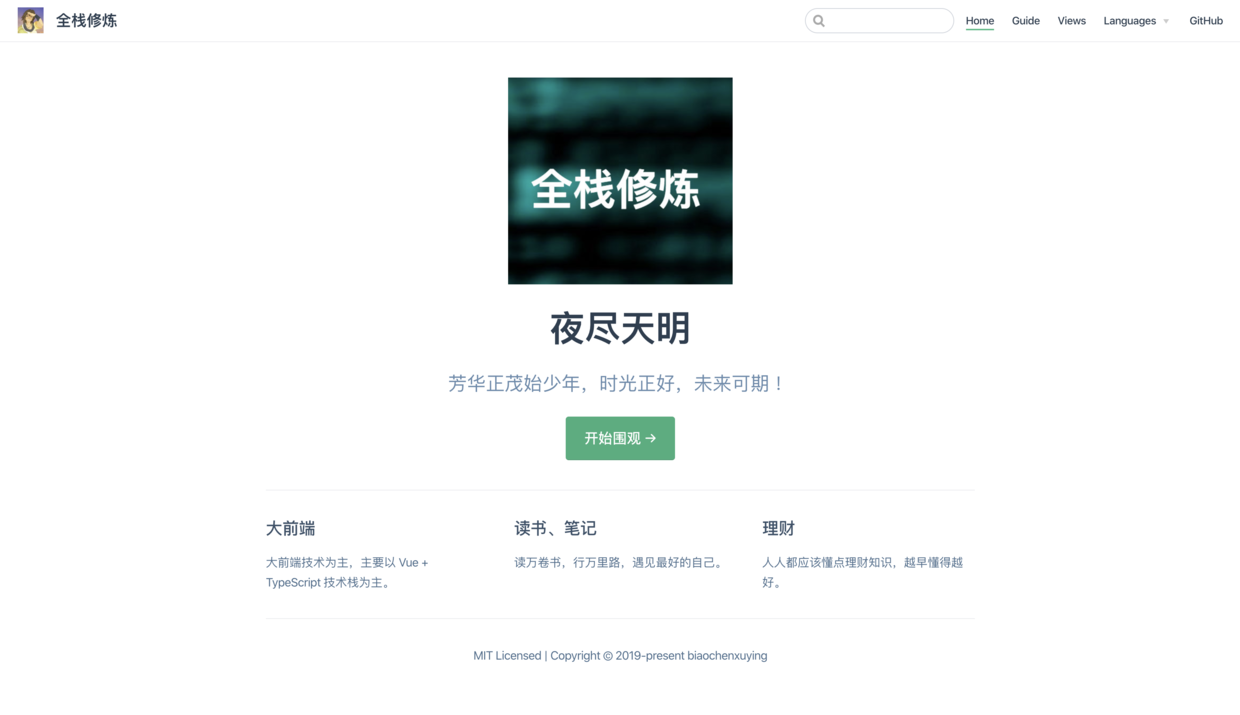 全栈修炼
Home
Guide
Views
Languages
GitHub
全栈修炼
夜尽天明
芳华正茂始少年，时光正好，未来可期！
开始围观 →
大前端
大前端技术为主，主要以 Vue +
TypeScript 技术栈为主。
读书、笔记
读万卷书，行万里路，遇见最好的自己。
理财
人人都应该懂点理财知识，越早懂得越
好。
MIT Licensed | Copyright © 2019-present biaochenxuying